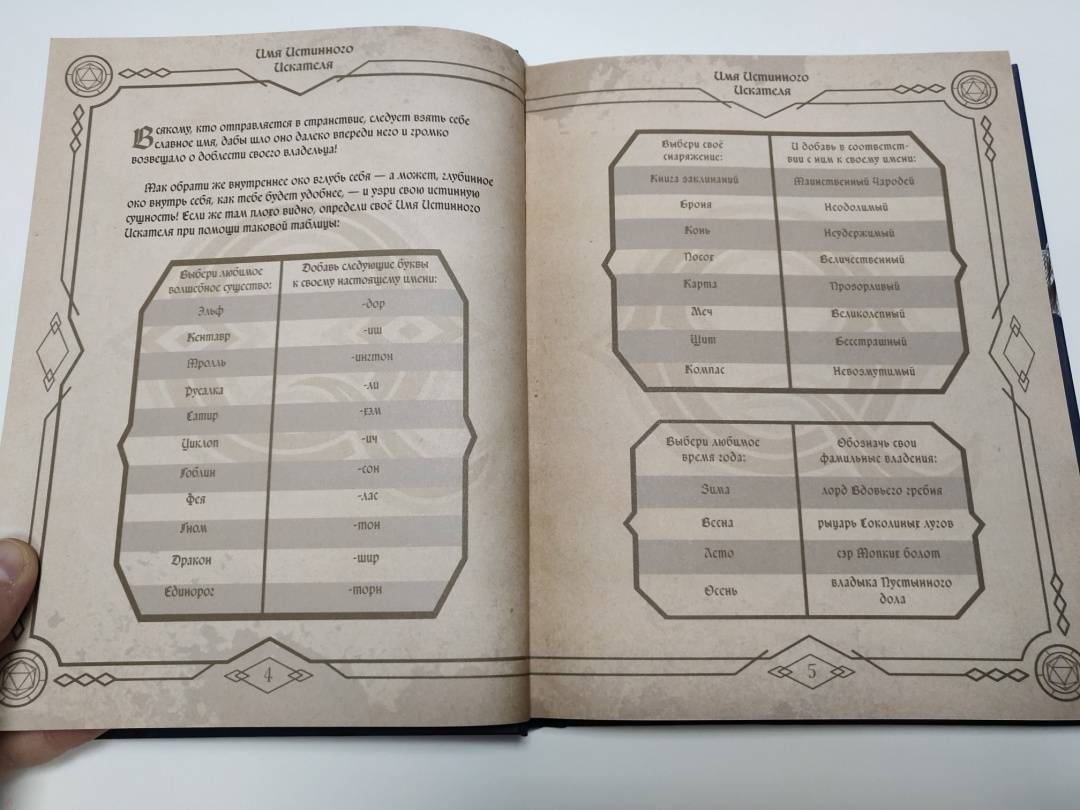 Имя Истинного
Искателя
Всякому, кто отправляется в странствие, следует взять себе
славное имя, дабы шло оно далеко впереди него и громко
возвещало о доблести своего владельца!
Так обрати же внутреннее око вглубь себя — а может, глубинное
око внутрь себя, как тебе будет удобнее, — и узри свою истинную
сущность! Если же там плохо видно, определи своё Имя Истинного
Искателя при помощи таковой таблицы:
Выбери любимое
волшебное существо:
Добавь следующие буквы
к своему настоящему имени:
Эльф -дор
Кентавр -иш
Тролль -ингтон
Русалка -ли
Сатир -гэм
Циклоп -ич
Гоблин -сон
Фея -лас
Гном -тон
Дракон -шир
Единорог -торн
4
Имя Истинного
Искателя
Выбери своё
снаряжение:
И добавь в соответст-
вии с ним к своему имени:
Книга заклинаний Таинственный Чародей
Броня Неодолимый
Конь Неудержимый
Посох Величественный
Карта Прозорливый
Меч Великолепный
Щит Бесстрашный
Компас Невозмутимый
Выбери любимое
время года:
Обозначь свои
фамильные владения:
Зима лорд Вдовьего гребня
Весна рыцарь Соколиных лугов
Лето сэр Топких болот
Осень владыка Пустынного
дола
5